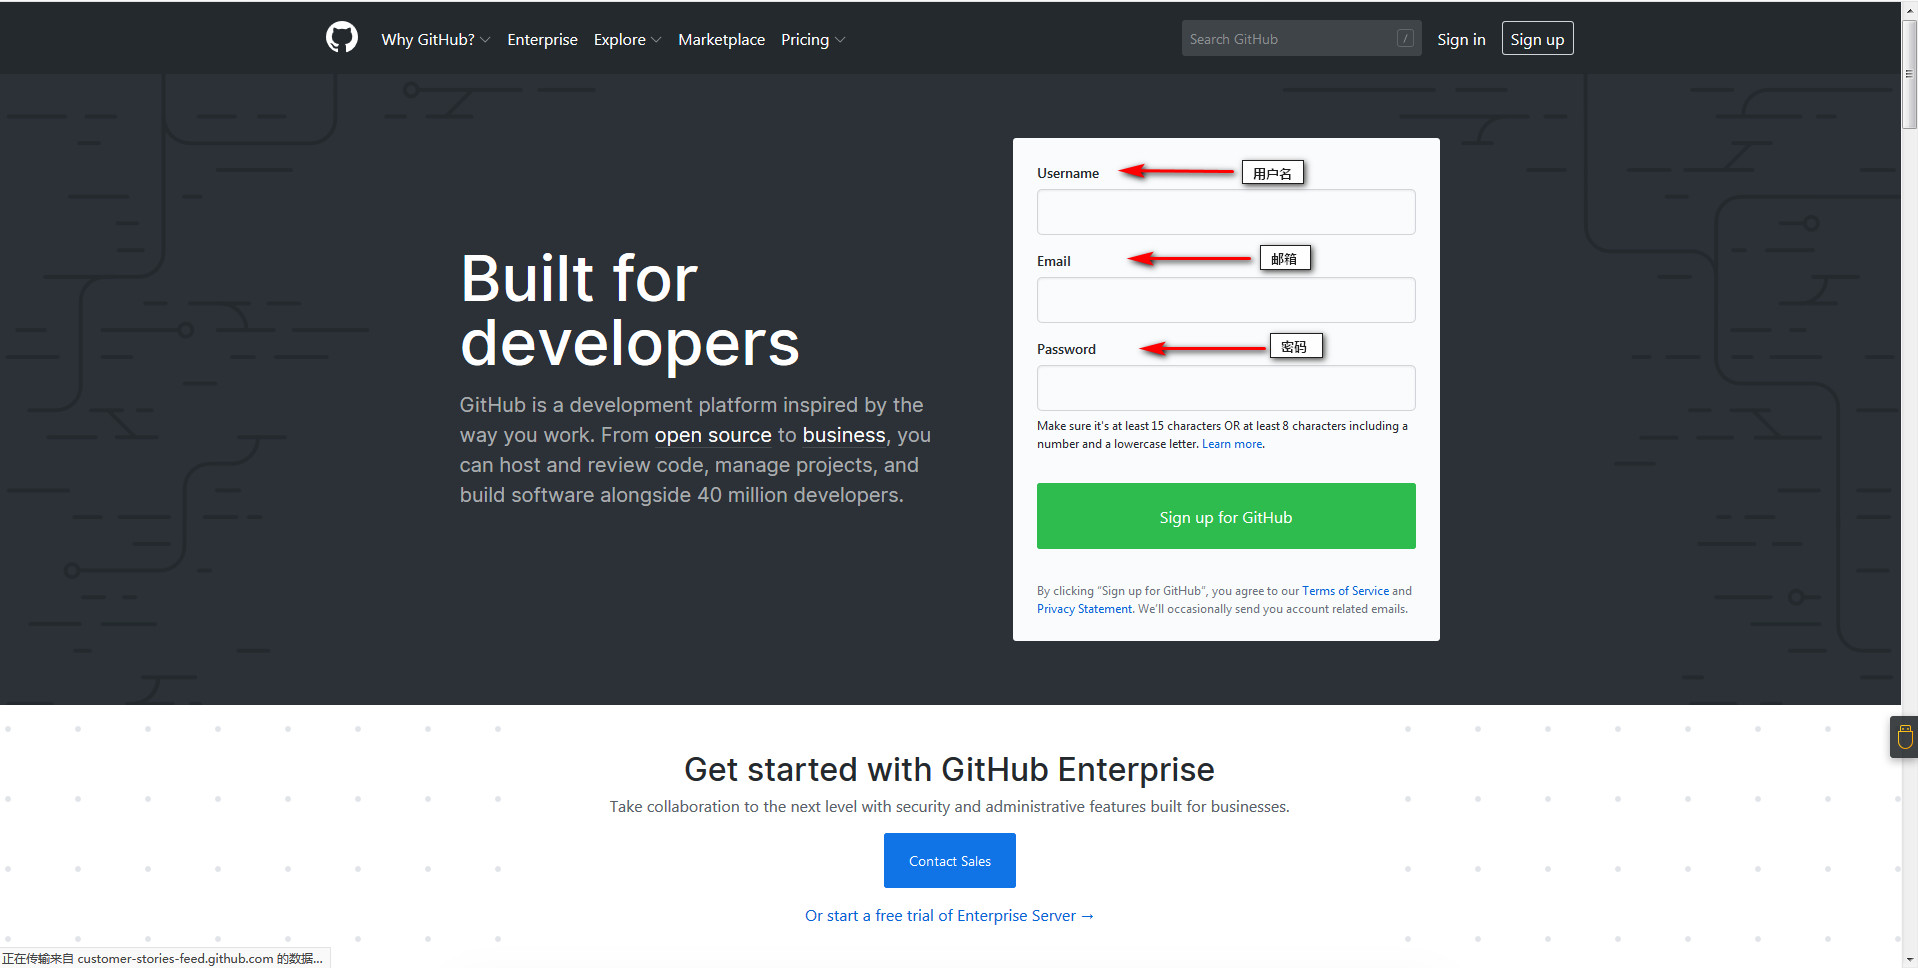 Why GitHub? Enterprise Explore Marketplace Pricing Search GitHub / Sign in Sign up
Built for
developers
GitHub is a development platform inspired by the
way you work. From open source to business, you
can host and review code, manage projects, and
build software alongside 40 million developers.
Username 用户名
Email 邮箱
Password 密码
Make sure it's at least 15 characters OR at least 8 characters including a
number and a lowercase letter. Learn more.
Sign up for GitHub
By clicking “Sign up for GitHub”, you agree to our Terms of Service and
Privacy Statement. We’ll occasionally send you account related emails.
Get started with GitHub Enterprise
Take collaboration to the next level with security and administrative features built for businesses.
Contact Sales
Or start a free trial of Enterprise Server →
正在传输来自 customer-stories-feed.github.com 的数据...